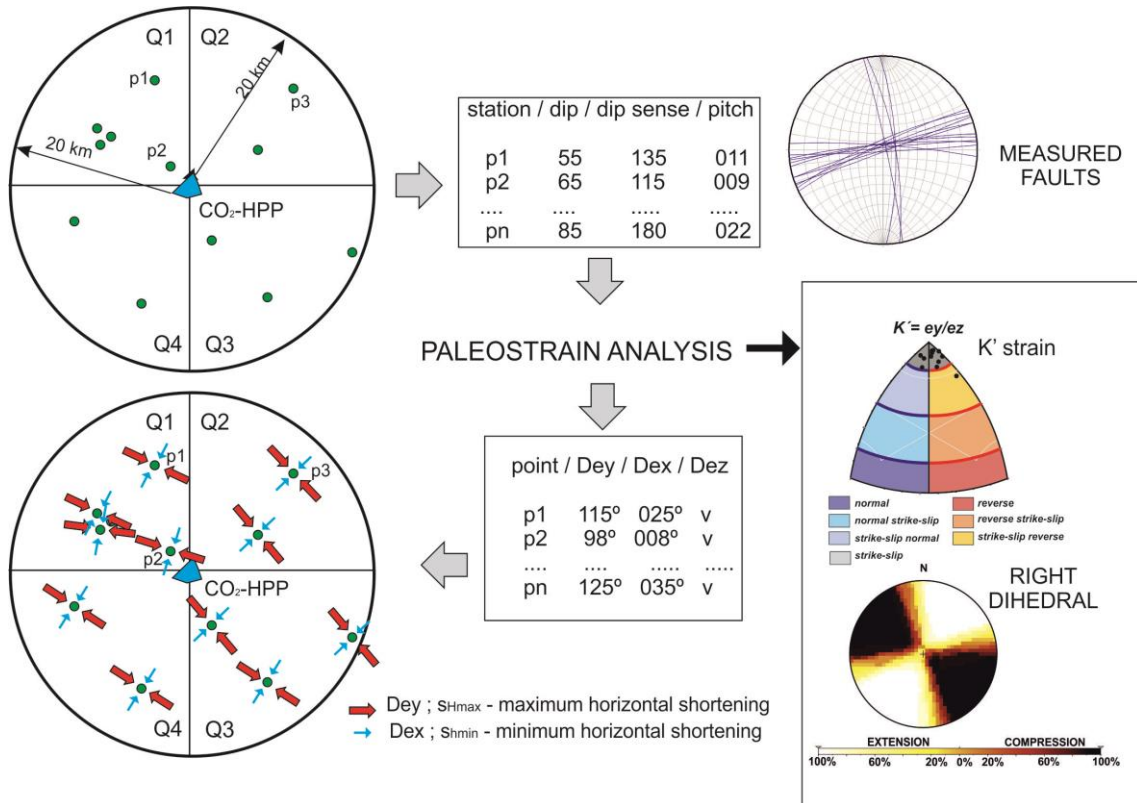 Q1 Q2
p1
20 km
p3
20 km
p2
CO₂-HPP
Q4 Q3
station / dip / dip sense / pitch
p1 55 135 011
p2 65 115 009
.... .... ..... .....
pn 85 180 022
MEASURED
FAULTS
PALEOSTRAIN ANALYSIS
K´= ey/ez
K' strain
normal
reverse
normal strike-slip
reverse strike-slip
strike-slip normal
strike-slip reverse
strike-slip
N
RIGHT
DIHEDRAL
EXTENSION COMPRESSION
100% 60% 20% 0% 20% 60% 100%
point / Dey / Dex / Dez
p1 115º 025º v
p2 98º 008º v
.... .... ..... .....
pn 125º 035º v
Q1 Q2
p1
p3
p2
CO₂-HPP
Q4 Q3
Dey ; sHmax - maximum horizontal shortening
Dex ; shmin - minimum horizontal shortening